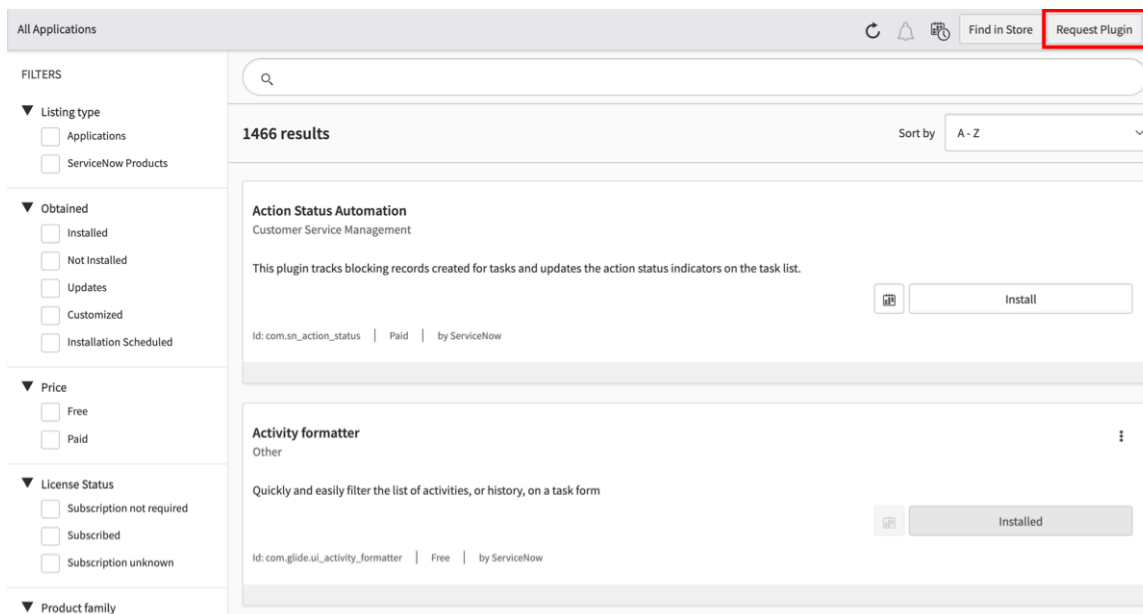 All Applications
Find in Store
Request Plugin
FILTERS
Listing type
Applications
ServiceNow Products
Obtained
Installed
Not Installed
Updates
Customized
Installation Scheduled
Price
Free
Paid
License Status
Subscription not required
Subscribed
Subscription unknown
Product family
1466 results
Sort by
A - Z
Action Status Automation
Customer Service Management
This plugin tracks blocking records created for tasks and updates the action status indicators on the task list.
Install
Id: com.sn_action_status | Paid | by ServiceNow
Activity formatter
Other
Quickly and easily filter the list of activities, or history, on a task form
Installed
Id: com.glide.ui_activity_formatter | Free | by ServiceNow